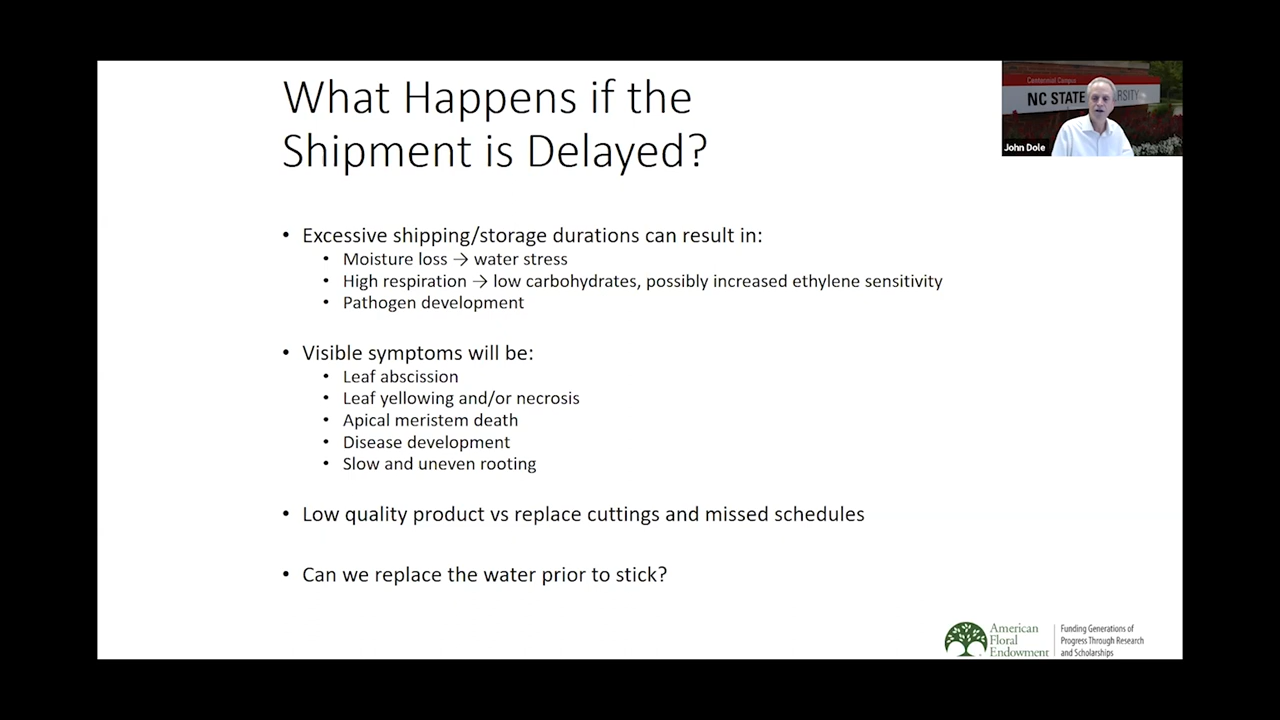 What Happens if the
Shipment is Delayed?
Centennial Campus
NC STATE
RSITY
John Dole
• Excessive shipping/storage durations can result in:
• Moisture loss → water stress
• High respiration → low carbohydrates, possibly increased ethylene sensitivity
• Pathogen development
• Visible symptoms will be:
• Leaf abscission
• Leaf yellowing and/or necrosis
• Apical meristem death
• Disease development
• Slow and uneven rooting
• Low quality product vs replace cuttings and missed schedules
• Can we replace the water prior to stick?
American
Floral
Endowment
Funding Generations of
Progress Through Research
and Scholarships